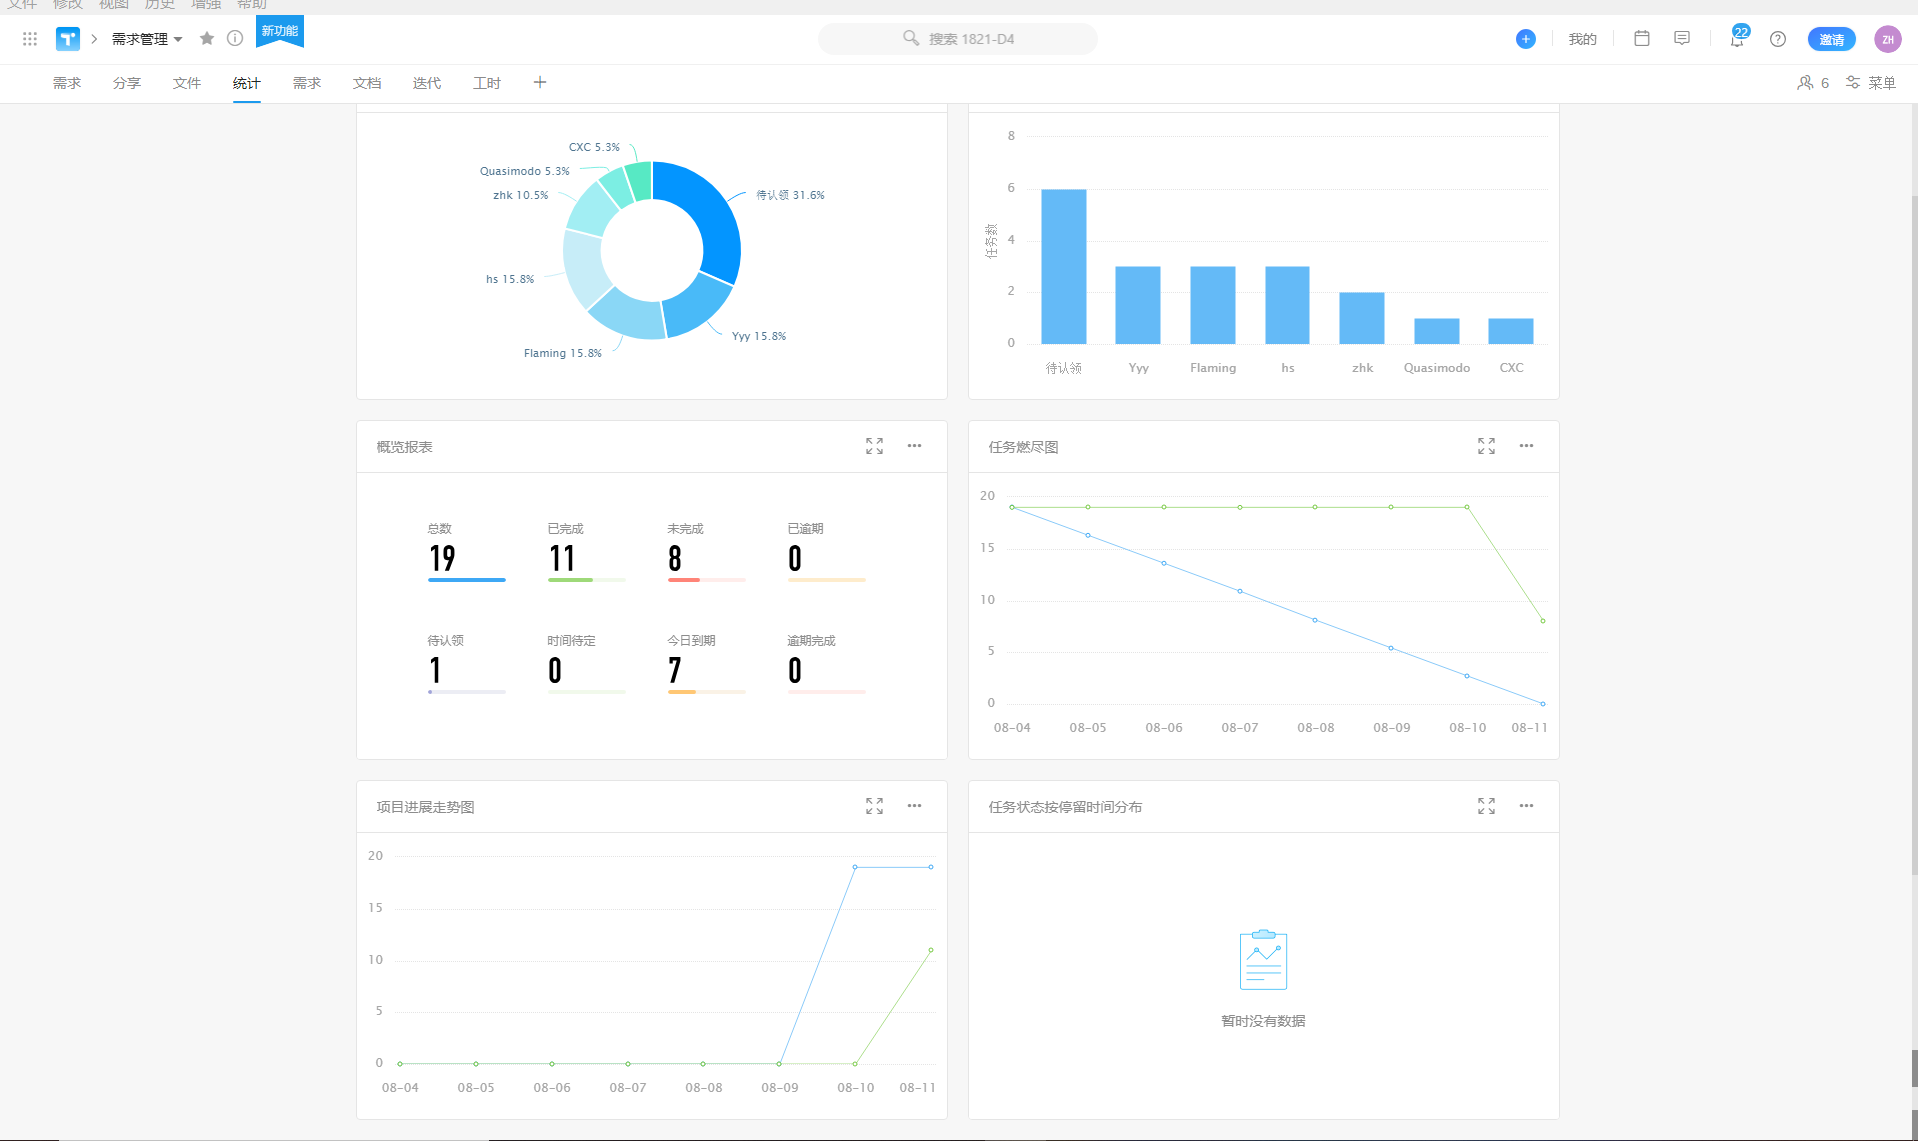 文件 修改 视图 历史 增强 帮助
需求管理
新功能
搜索 1821-D4
我的
22
邀请
ZH
需求 分享 文件 统计 需求 文档 迭代 工时
6 菜单
CXC 5.3%
Quasimodo 5.3%
zhk 10.5%
待认领 31.6%
hs 15.8%
Yyy 15.8%
Flaming 15.8%
任务数
8
6
4
2
0
待认领 Yyy Flaming hs zhk Quasimodo CXC
概览报表
总数 已完成 未完成 已逾期
19 11 8 0
待认领 时间待定 今日到期 逾期完成
1 0 7 0
任务燃尽图
20
15
10
5
0
08-04 08-05 08-06 08-07 08-08 08-09 08-10 08-11
项目进展走势图
20
15
10
5
0
08-04 08-05 08-06 08-07 08-08 08-09 08-10 08-11
任务状态按停留时间分布
暂时没有数据